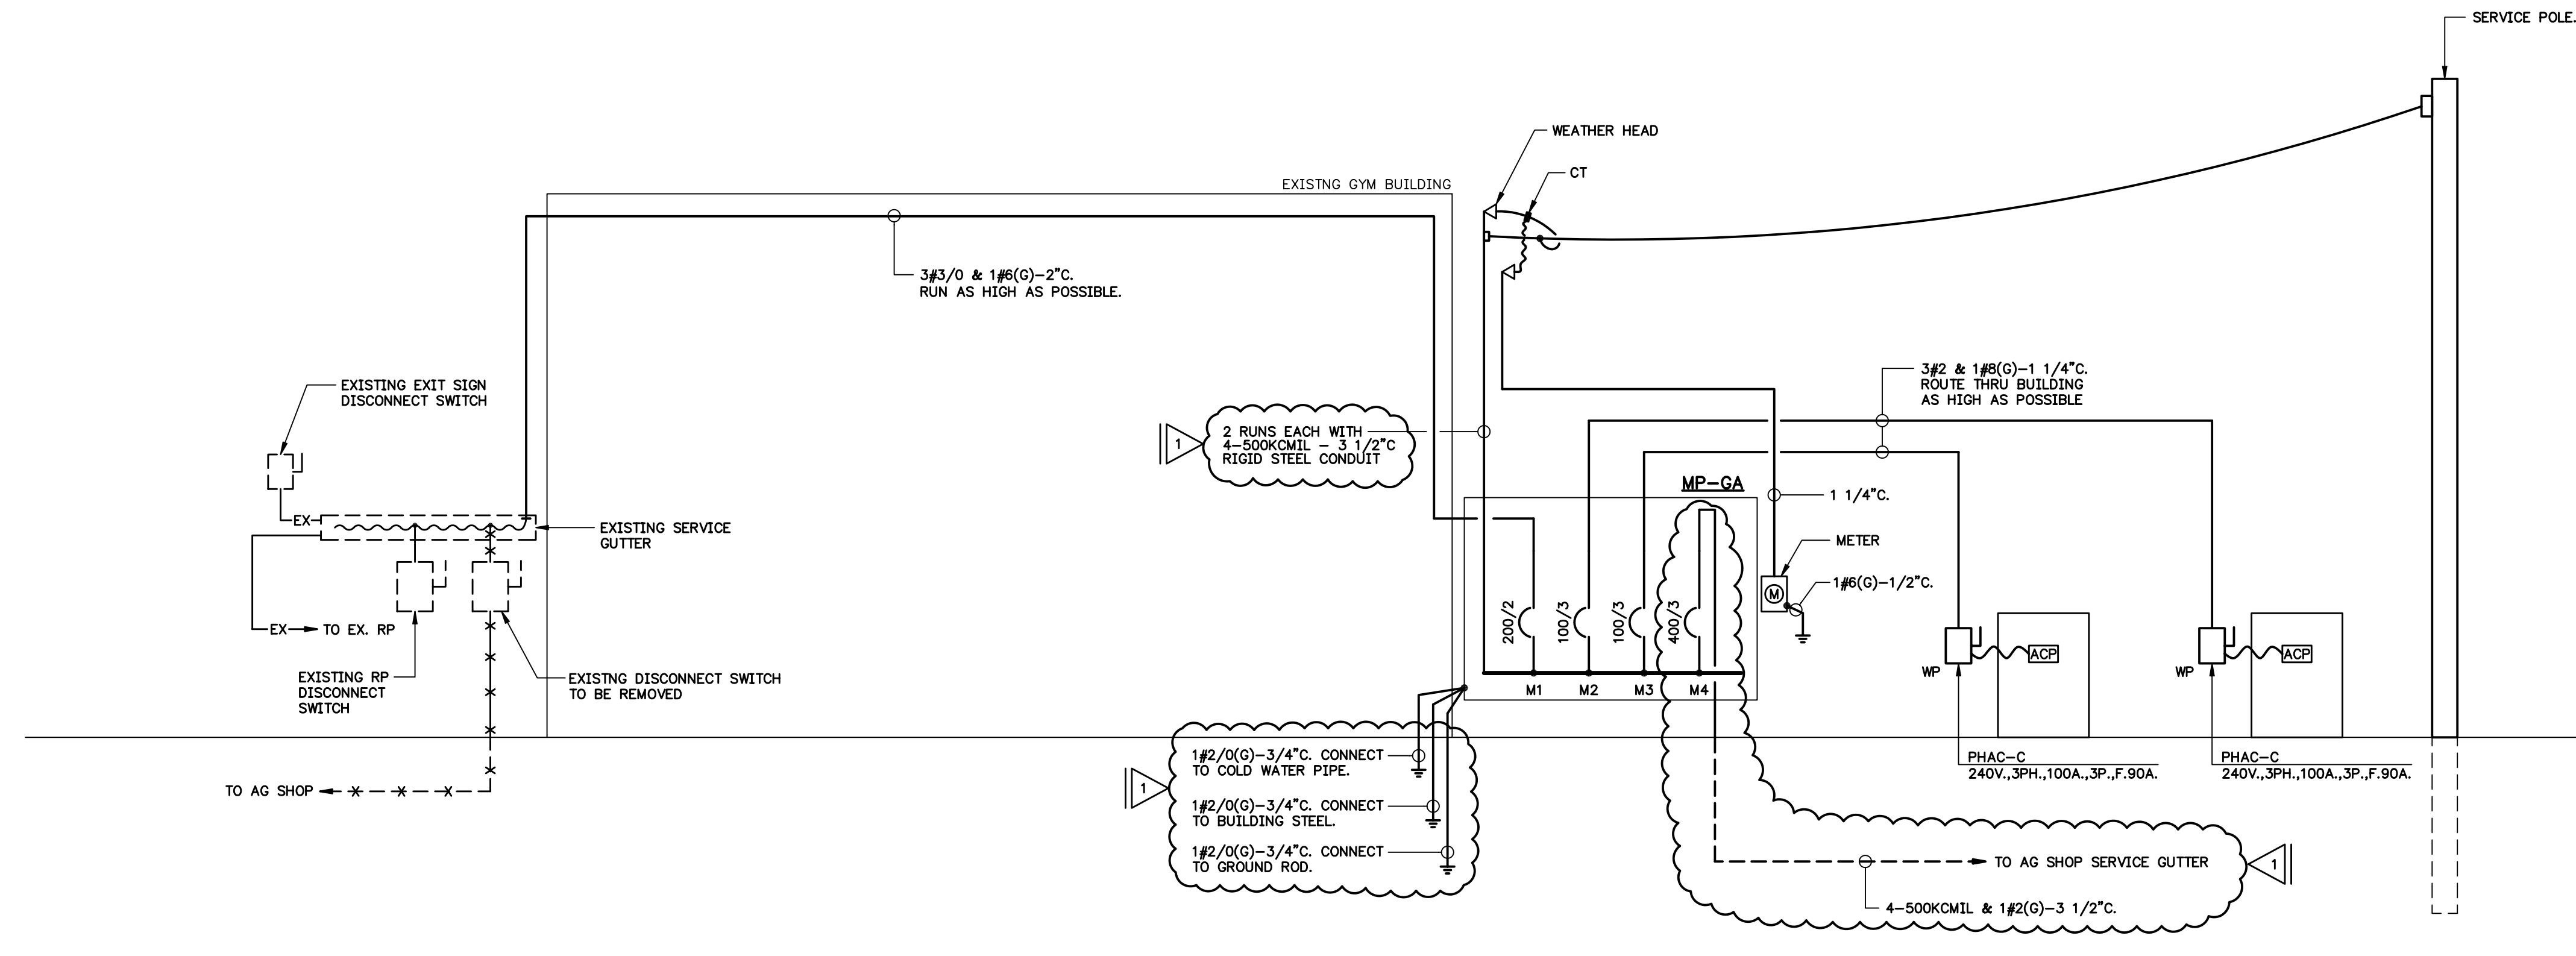 SERVICE POLE.
WEATHER HEAD
CT
EXISTNG GYM BUILDING
3#3/0 & 1#6(G)-2"C.
RUN AS HIGH AS POSSIBLE.
EXISTING EXIT SIGN
DISCONNECT SWITCH
3#2 & 1#8(G)-1 1/4"C.
ROUTE THRU BUILDING
AS HIGH AS POSSIBLE
1
2 RUNS EACH WITH
4-500KCMIL - 3 1/2"C
RIGID STEEL CONDUIT
MP-GA
1 1/4"C.
EX
EXISTING SERVICE
GUTTER
METER
M
1#6(G)-1/2"C.
200/2
100/3
100/3
400/3
EX
TO EX. RP
EXISTING RP
DISCONNECT
SWITCH
EXISTNG DISCONNECT SWITCH
TO BE REMOVED
M1
M2
M3
M4
WP
ACP
WP
ACP
PHAC-C
240V.,3PH.,100A.,3P.,F.90A.
PHAC-C
240V.,3PH.,100A.,3P.,F.90A.
TO AG SHOP
1
1#2/0(G)-3/4"C. CONNECT
TO COLD WATER PIPE.
1#2/0(G)-3/4"C. CONNECT
TO BUILDING STEEL.
1#2/0(G)-3/4"C. CONNECT
TO GROUND ROD.
TO AG SHOP SERVICE GUTTER
1
4-500KCMIL & 1#2(G)-3 1/2"C.